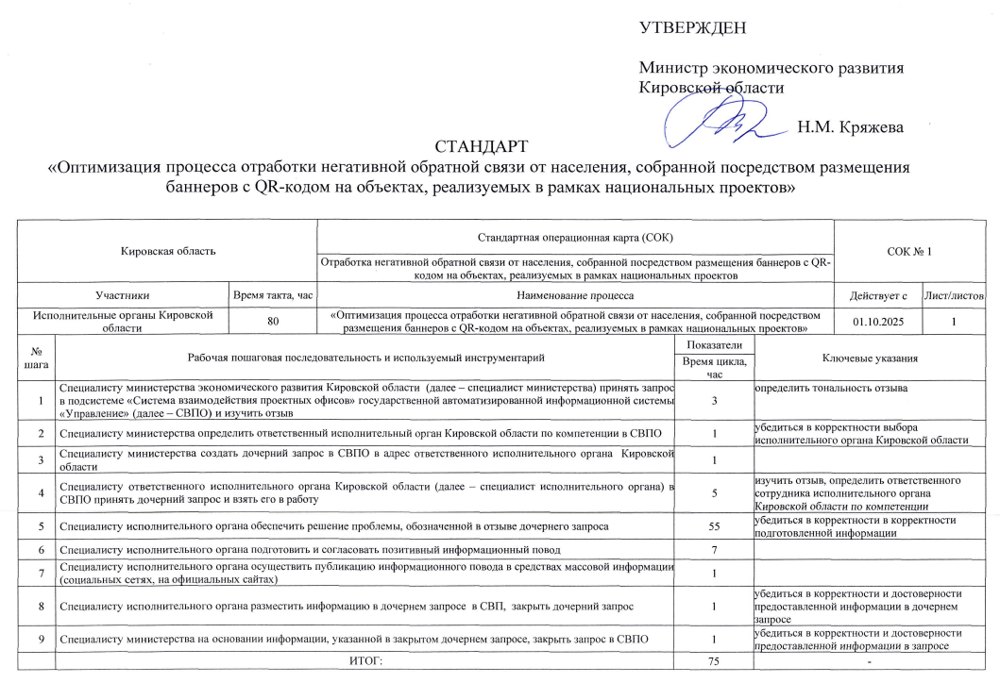 УТВЕРЖДЕН
Министр экономического развития
Кировской области
Н.М. Кряжева
СТАНДАРТ
«Оптимизация процесса отработки негативной обратной связи от населения, собранной посредством размещения
баннеров с QR-кодом на объектах, реализуемых в рамках национальных проектов»
Кировская область
Стандартная операционная карта (СОК)
Отработка негативной обратной связи от населения, собранной посредством размещения баннеров с QR-
кодом на объектах, реализуемых в рамках национальных проектов
СОК № 1
Участники
Время такта, час
Наименование процесса
Действует с
Лист/листов
Исполнительные органы Кировской
области
80
«Оптимизация процесса отработки негативной обратной связи от населения, собранной посредством
размещения баннеров с QR-кодом на объектах, реализуемых в рамках национальных проектов»
01.10.2025
1
№
шага
Рабочая пошаговая последовательность и используемый инструментарий
Показатели
Время цикла,
час
Ключевые указания
1
Специалисту министерства экономического развития Кировской области (далее – специалист министерства) принять запрос
в подсистеме «Система взаимодействия проектных офисов» государственной автоматизированной информационной системы
«Управление» (далее – СВПО) и изучить отзыв
3
определить тональность отзыва
2
Специалисту министерства определить ответственный исполнительный орган Кировской области по компетенции в СВПО
1
убедиться в корректности выбора
исполнительного органа Кировской области
3
Специалисту министерства создать дочерний запрос в СВПО в адрес ответственного исполнительного органа Кировской
области
1
4
Специалисту ответственного исполнительного органа Кировской области (далее – специалист исполнительного органа) в
СВПО принять дочерний запрос и взять его в работу
5
изучить отзыв, определить ответственного
сотрудника исполнительного органа
Кировской области по компетенции
5
Специалисту исполнительного органа обеспечить решение проблемы, обозначенной в отзыве дочернего запроса
55
убедиться в корректности в корректности
подготовленной информации
6
Специалисту исполнительного органа подготовить и согласовать позитивный информационный повод
7
7
Специалисту исполнительного органа осуществить публикацию информационного повода в средствах массовой информации
(социальных сетях, на официальных сайтах)
1
8
Специалисту исполнительного органа разместить информацию в дочернем запросе в СВП, закрыть дочерний запрос
1
убедиться в корректности и достоверности
предоставленной информации в дочернем
запросе
9
Специалисту министерства на основании информации, указанной в закрытом дочернем запросе, закрыть запрос в СВПО
1
убедиться в корректности и достоверности
предоставленной информации в запросе
ИТОГ:
75
-